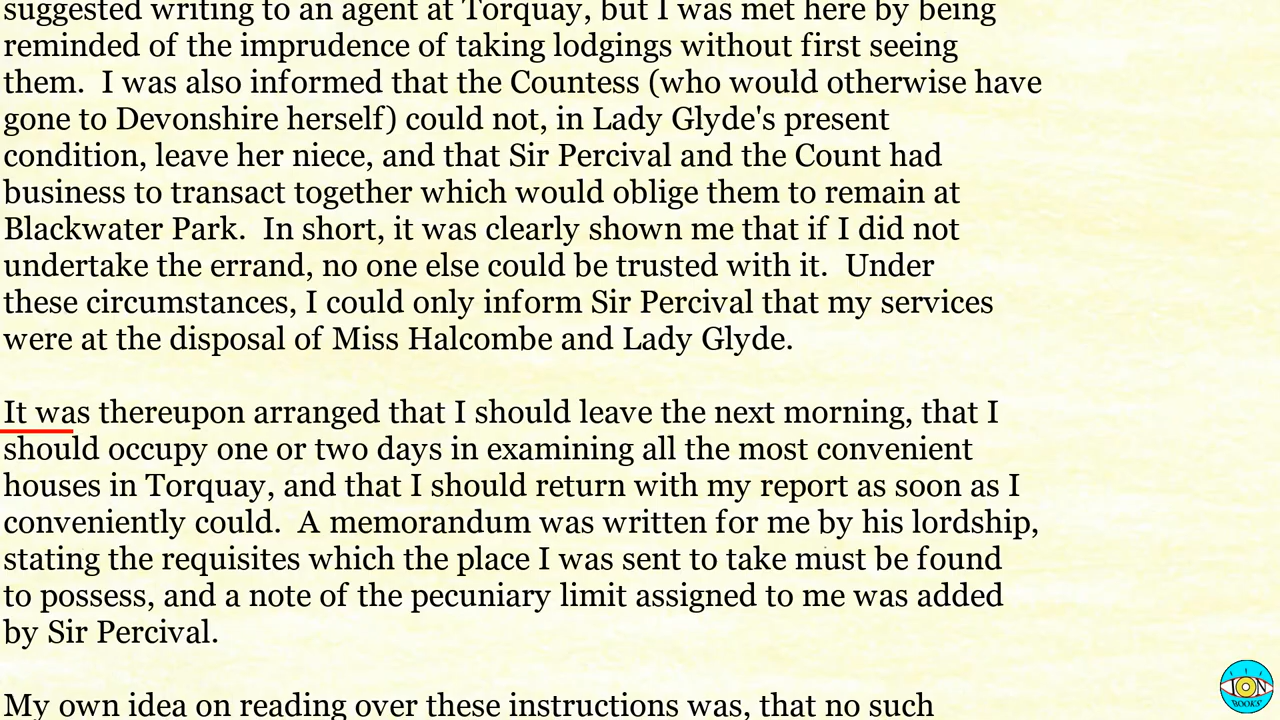 suggested writing to an agent at Torquay, but I was met here by being
reminded of the imprudence of taking lodgings without first seeing
them.  I was also informed that the Countess (who would otherwise have
gone to Devonshire herself) could not, in Lady Glyde's present
condition, leave her niece, and that Sir Percival and the Count had
business to transact together which would oblige them to remain at
Blackwater Park.  In short, it was clearly shown me that if I did not
undertake the errand, no one else could be trusted with it.  Under
these circumstances, I could only inform Sir Percival that my services
were at the disposal of Miss Halcombe and Lady Glyde.
It was thereupon arranged that I should leave the next morning, that I
should occupy one or two days in examining all the most convenient
houses in Torquay, and that I should return with my report as soon as I
conveniently could.  A memorandum was written for me by his lordship,
stating the requisites which the place I was sent to take must be found
to possess, and a note of the pecuniary limit assigned to me was added
by Sir Percival.
My own idea on reading over these instructions was, that no such
ION
BOOKS